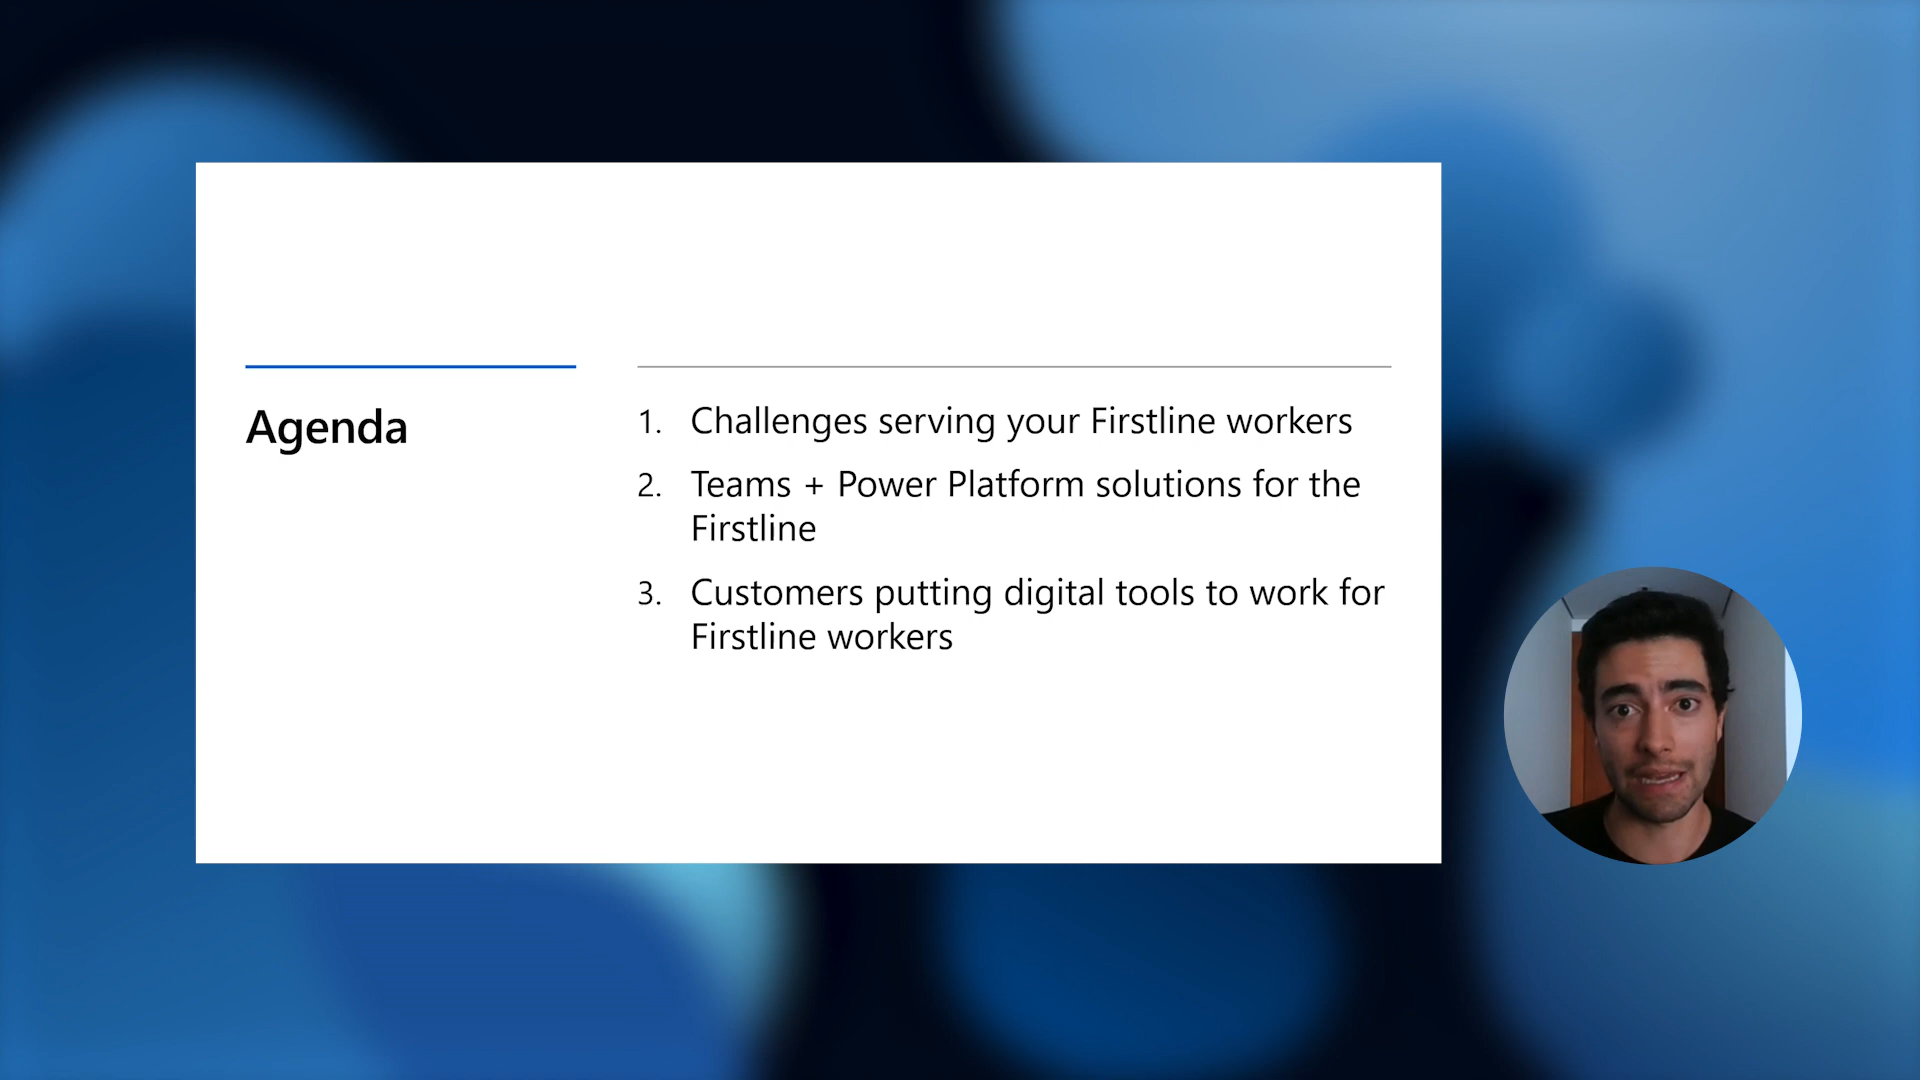 Agenda
1. Challenges serving your Firstline workers
2. Teams + Power Platform solutions for the
Firstline
3. Customers putting digital tools to work for
Firstline workers